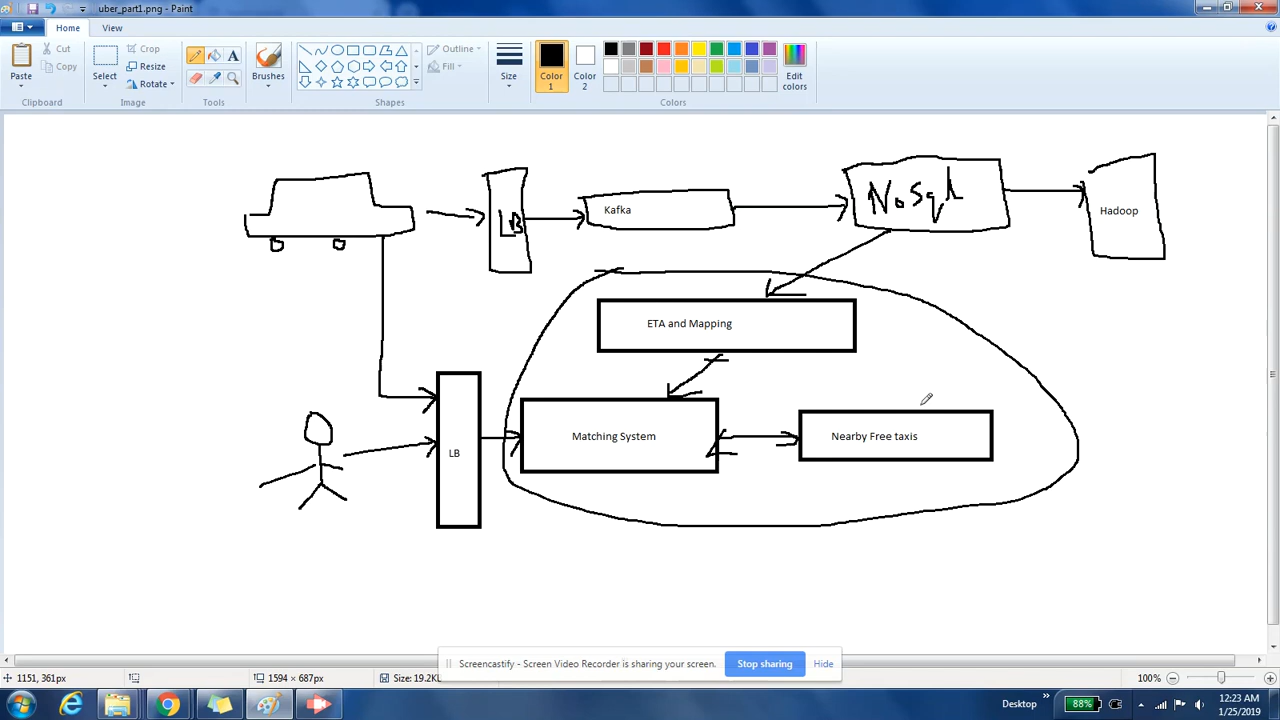 uber_part1.png - Paint
Home View
Paste
Cut
Copy
Clipboard
Select
Crop
Resize
Rotate
Image
A
Tools
Brushes
Shapes
Outline
Fill
Size
Color 1
Color 2
Edit colors
Colors
LB
Kafka
NoSql
Hadoop
ETA and Mapping
LB
Matching System
Nearby Free taxis
Screencastify - Screen Video Recorder is sharing your screen. Stop sharing Hide
1151, 361px
1594 × 687px
Size: 19.2KB
100%
Desktop
88%
12:23 AM
1/25/2019